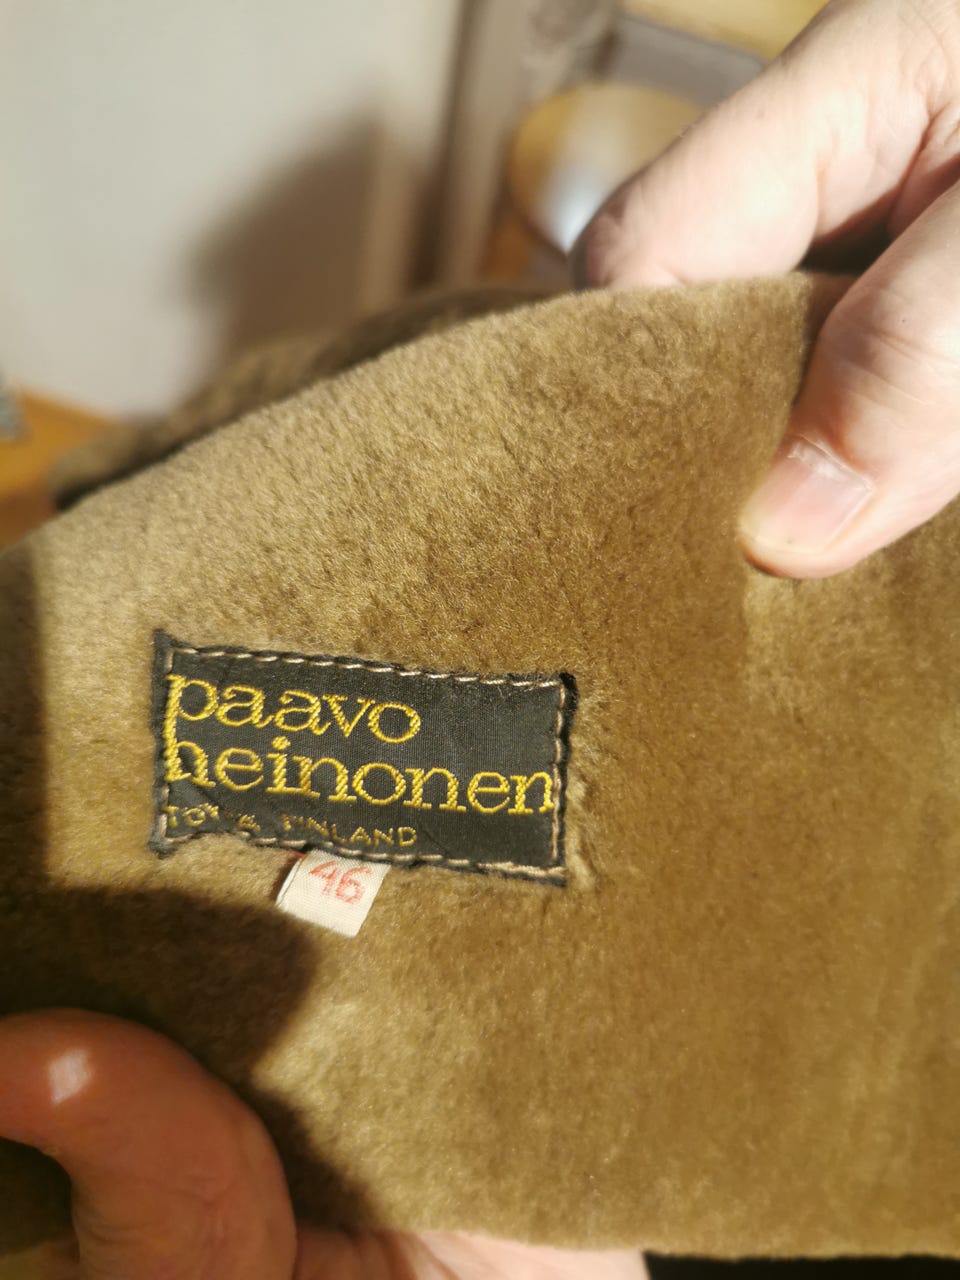 paavo
heinonen
FINLAND
46